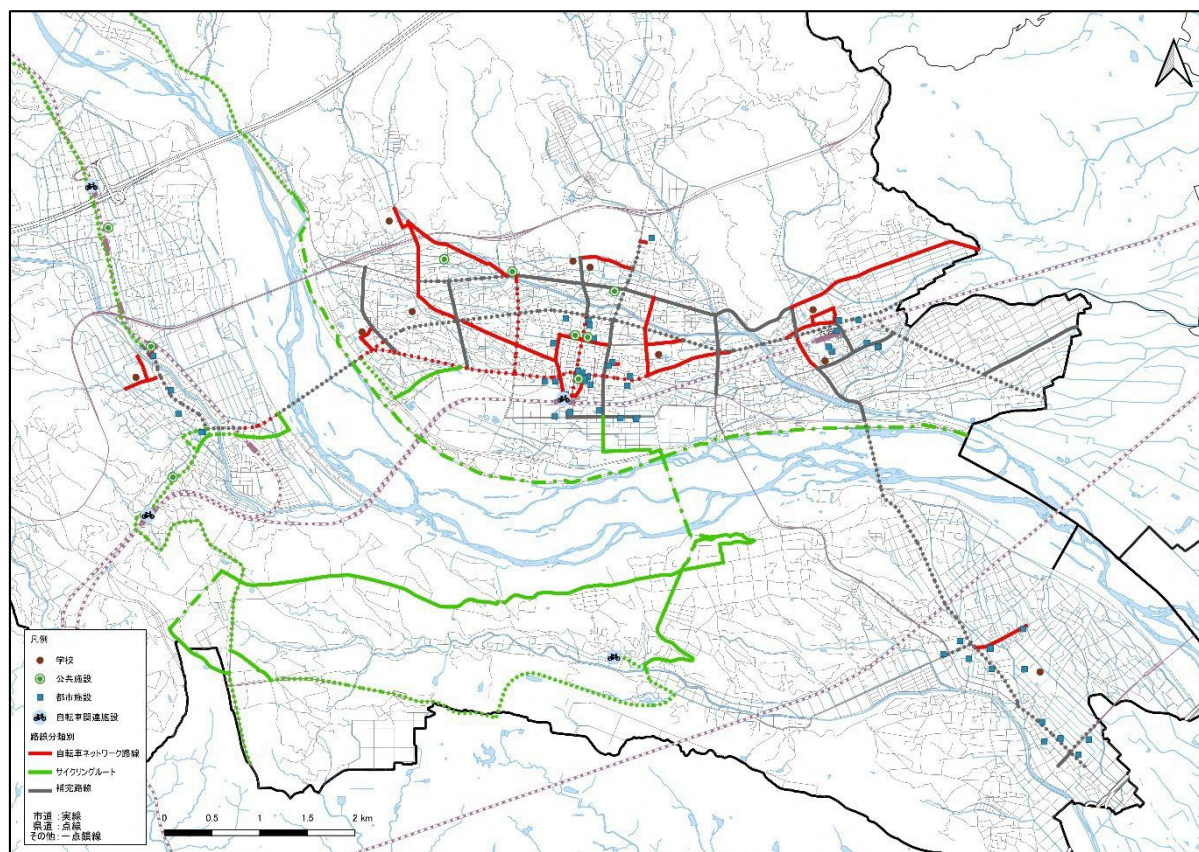 凡例
学校
公共施設
都市施設
自転車関連施設
路線分類別
自転車ネットワーク路線
サイクリングルート
補完路線
市道：実線
県道：点線
その他：一点鎖線
0 0.5 1 2 km